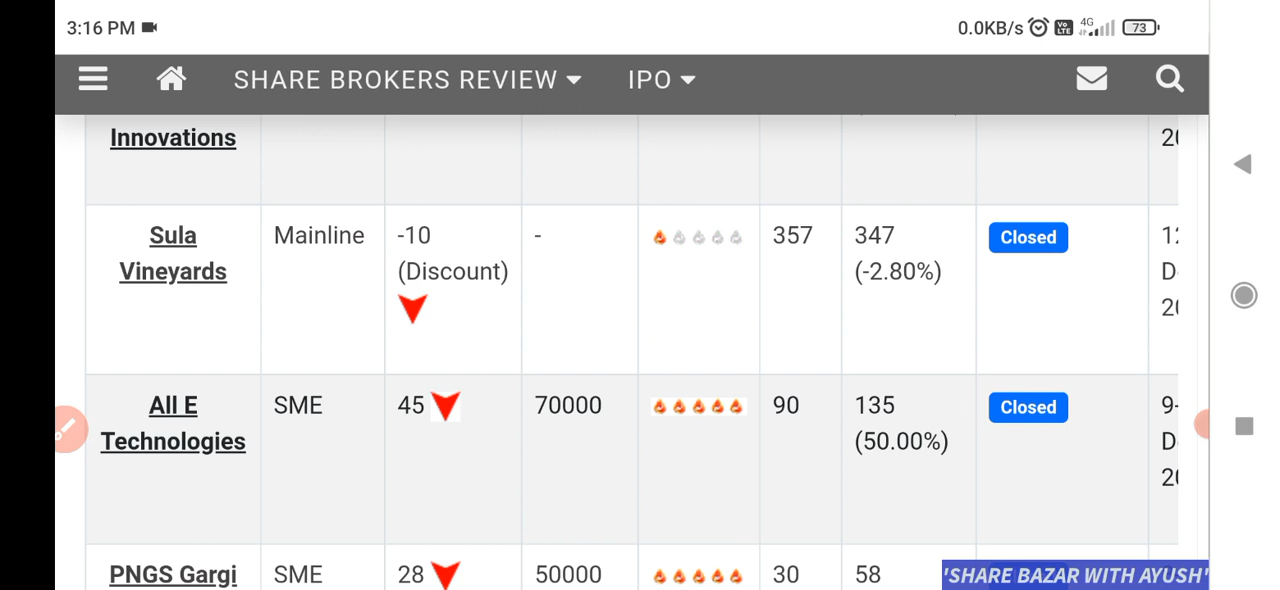 3:16 PM
0.0KB/s Vo LTE 4G 73
SHARE BROKERS REVIEW IPO
Innovations
Sula Vineyards
Mainline
-10 (Discount)
-
357
347 (-2.80%)
Closed
All E Technologies
SME
45
70000
90
135 (50.00%)
Closed
PNGS Gargi
SME
28
50000
30
58
'SHARE BAZAR WITH AYUSH'